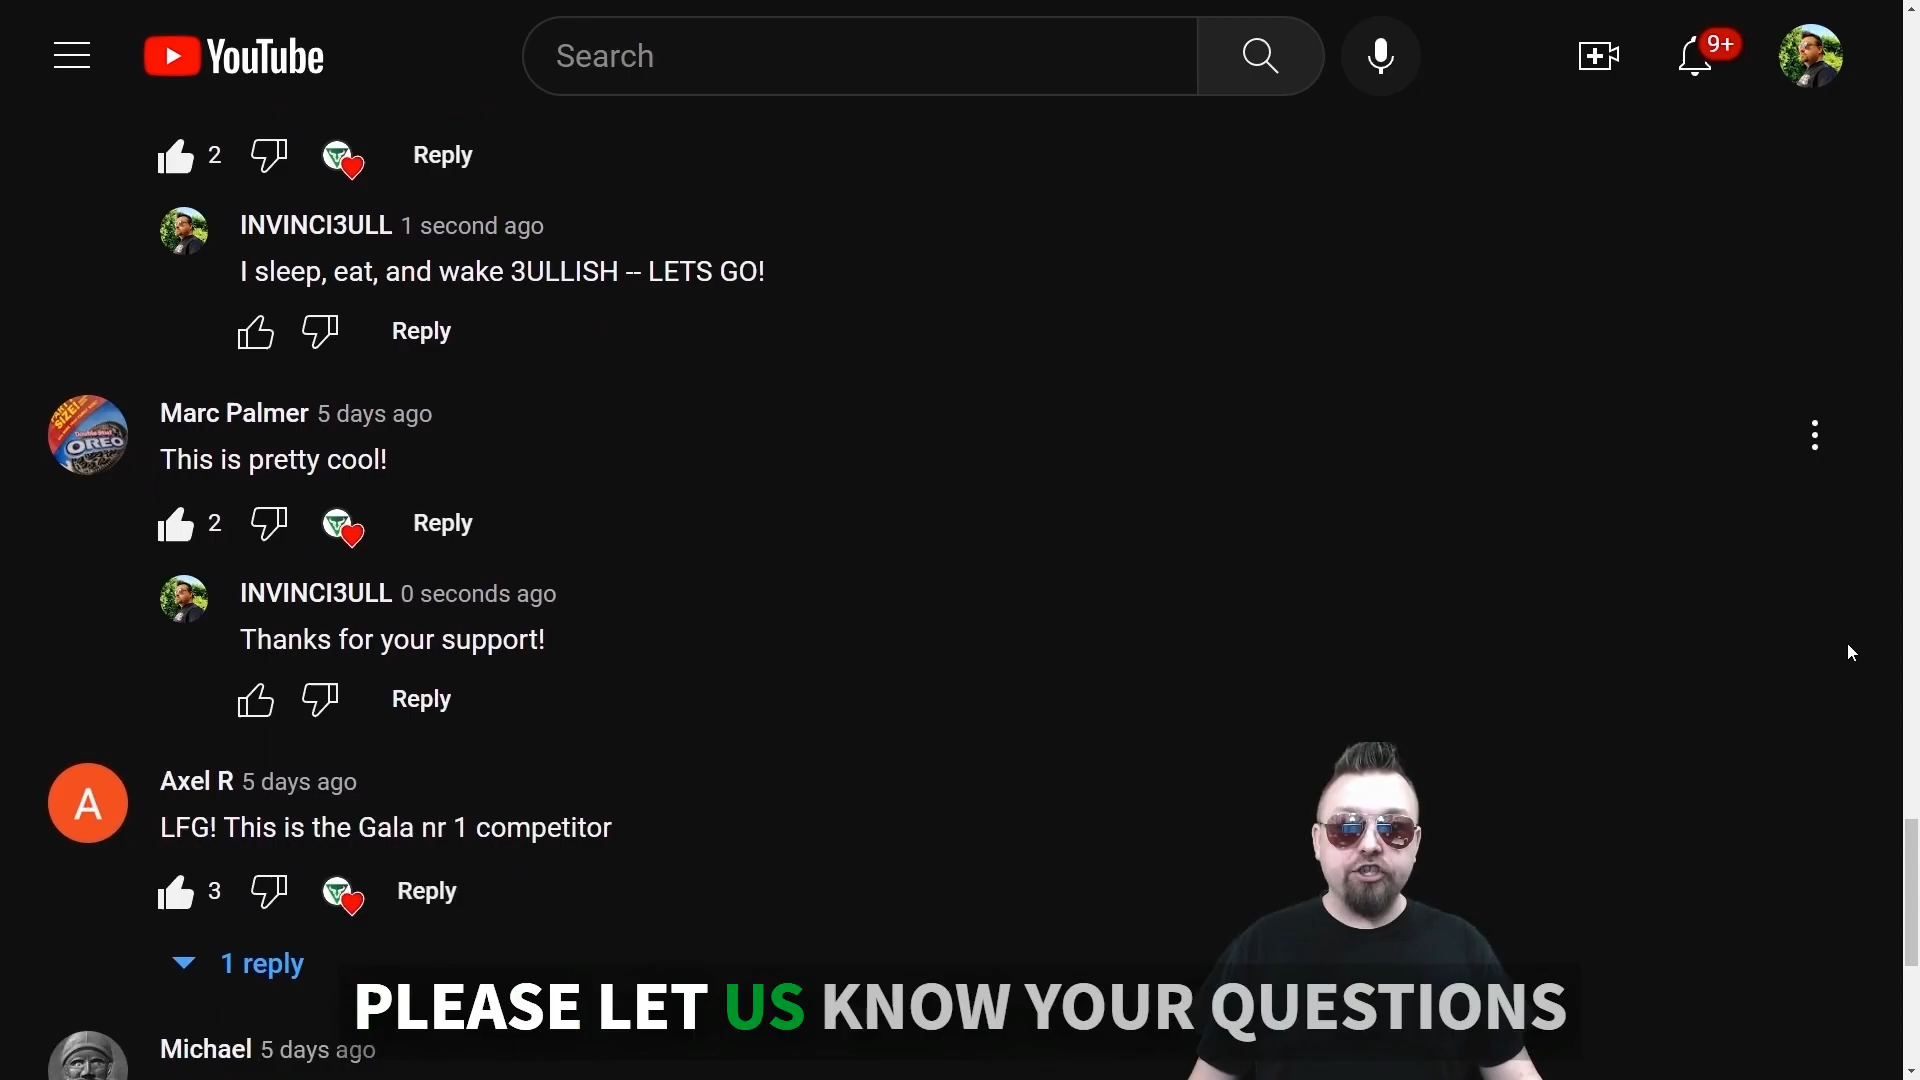 YouTube
Search
9+
2
Reply
INVINCI3ULL 1 second ago
I sleep, eat, and wake 3ULLISH -- LETS GO!
Reply
Marc Palmer 5 days ago
This is pretty cool!
OREO
2
Reply
INVINCI3ULL 0 seconds ago
Thanks for your support!
Reply
A
Axel R 5 days ago
LFG! This is the Gala nr 1 competitor
3
Reply
1 reply
PLEASE LET US KNOW YOUR QUESTIONS
Michael 5 days ago